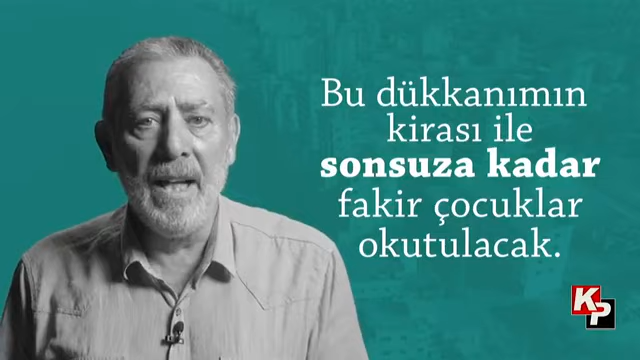 Bu dükkanımın
kirası ile
sonsuza kadar
fakir çocuklar
okutulacak.
KP